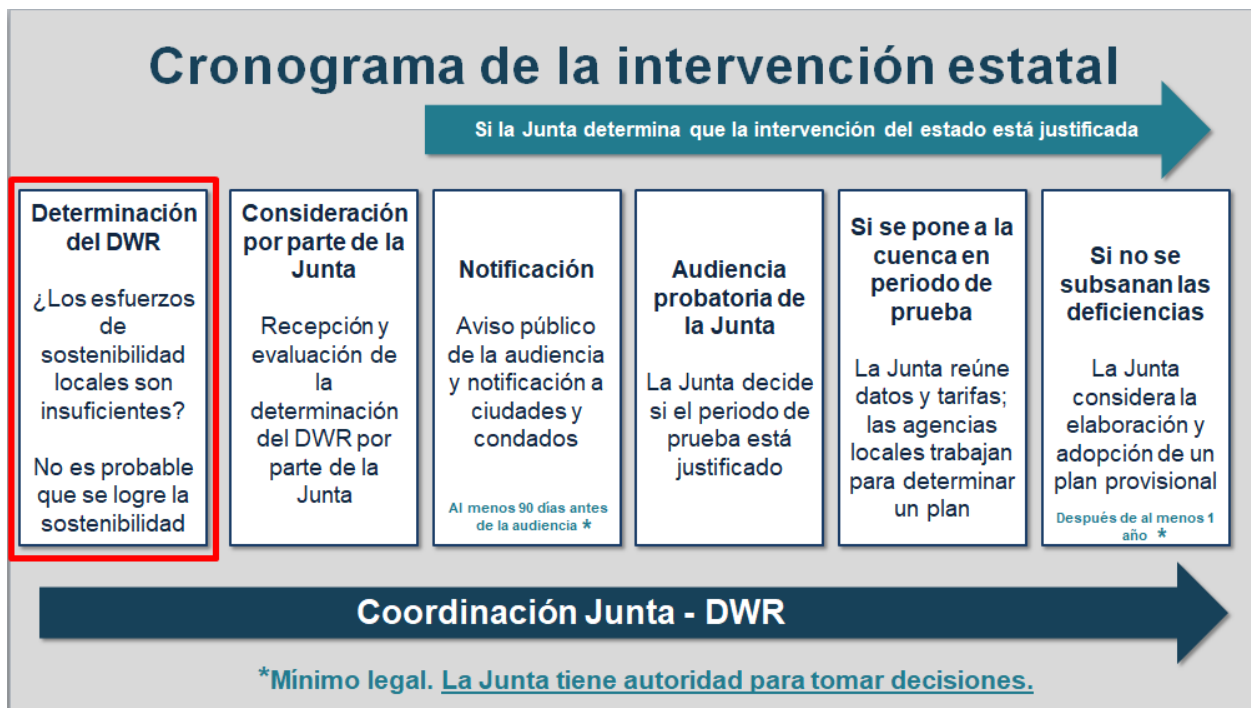 Cronograma de la intervención estatal
Si la Junta determina que la intervención del estado está justificada
Determinación
del DWR
¿Los esfuerzos
de
sostenibilidad
locales son
insuficientes?
No es probable
que se logre la
sostenibilidad
Consideración
por parte de la
Junta
Recepción y
evaluación de
la
determinación
del DWR por
parte de la
Junta
Notificación
Aviso público
de la audiencia
y notificación a
ciudades y
condados
Al menos 90 días antes
de la audiencia *
Audiencia
probatoria de
la Junta
La Junta decide
si el periodo de
prueba está
justificado
Si se pone a la
cuenca en
periodo de
prueba
La Junta reúne
datos y tarifas;
las agencias
locales trabajan
para determinar
un plan
Si no se
subsanan las
deficiencias
La Junta
considera la
elaboración y
adopción de un
plan provisional
Después de al menos 1
año *
Coordinación Junta - DWR
*Mínimo legal. La Junta tiene autoridad para tomar decisiones.